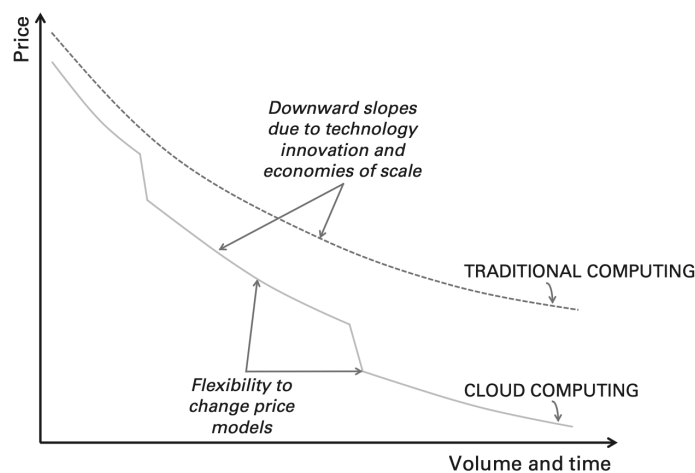 Price
Downward slopes
due to technology
innovation and
economies of scale
TRADITIONAL COMPUTING
Flexibility to
change price
models
CLOUD COMPUTING
Volume and time